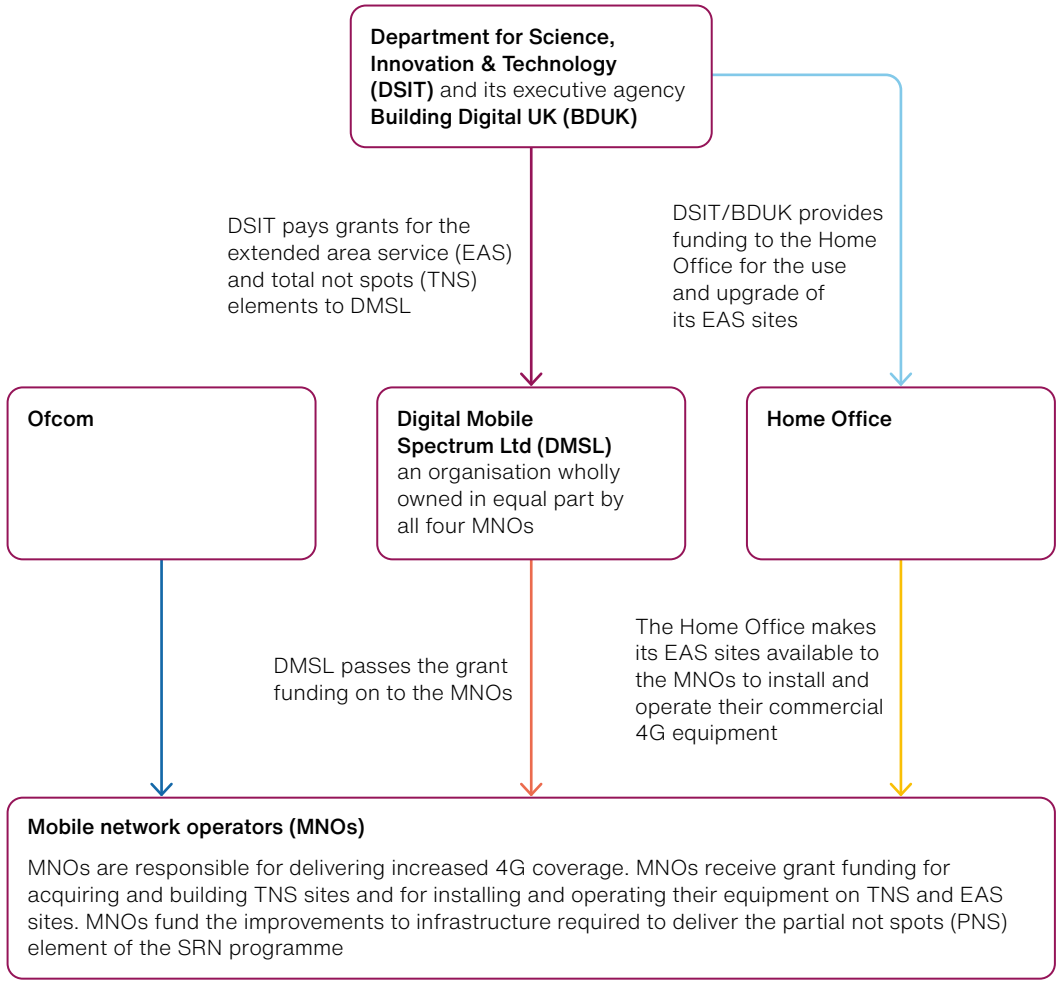 Department for Science,
Innovation & Technology
(DSIT) and its executive agency
Building Digital UK (BDUK)
DSIT pays grants for the
extended area service (EAS)
and total not spots (TNS)
elements to DMSL
DSIT/BDUK provides
funding to the Home
Office for the use
and upgrade of
its EAS sites
Ofcom
Digital Mobile
Spectrum Ltd (DMSL)
an organisation wholly
owned in equal part by
all four MNOs
Home Office
DMSL passes the grant
funding on to the MNOs
The Home Office makes
its EAS sites available to
the MNOs to install and
operate their commercial
4G equipment
Mobile network operators (MNOs)
MNOs are responsible for delivering increased 4G coverage. MNOs receive grant funding for
acquiring and building TNS sites and for installing and operating their equipment on TNS and EAS
sites. MNOs fund the improvements to infrastructure required to deliver the partial not spots (PNS)
element of the SRN programme